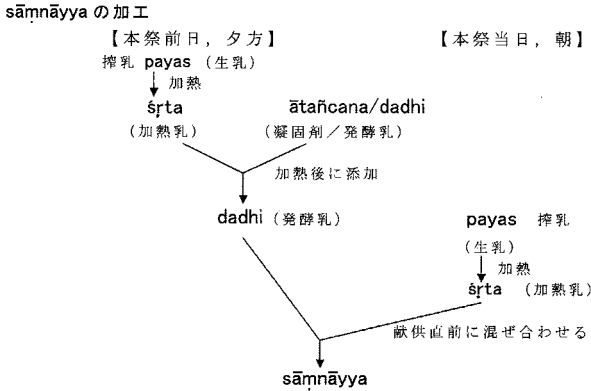 sāṃnāyya の加工
【本祭前日，夕方】 【本祭当日，朝】
搾乳 payas （生乳）
加熱
śṛta ātañcana/dadhi
（加熱乳） （凝固剤／発酵乳）
加熱後に添加
dadhi（発酵乳） payas 搾乳
（生乳）
加熱
śṛta （加熱乳）
献供直前に混ぜ合わせる
sāṃnāyya